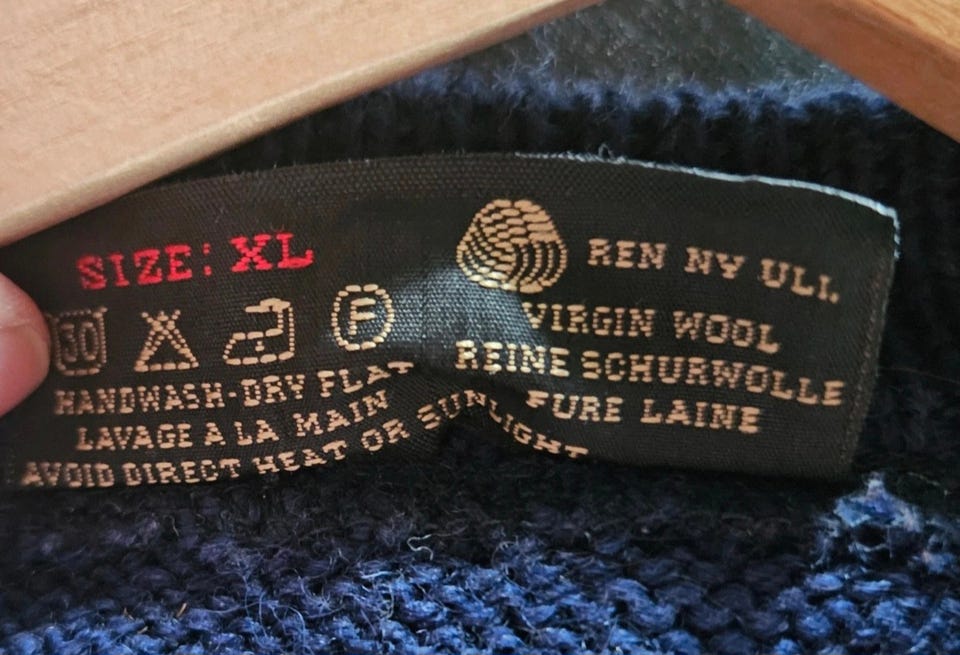 SIZE: XL
30
F
HANDWASH-DRY FLAT
LAVAGE A LA MAIN
AVOID DIRECT HEAT OR SUNLIGHT
REN NY ULL
VIRGIN WOOL
REINE SCHURWOLLE
PURE LAINE